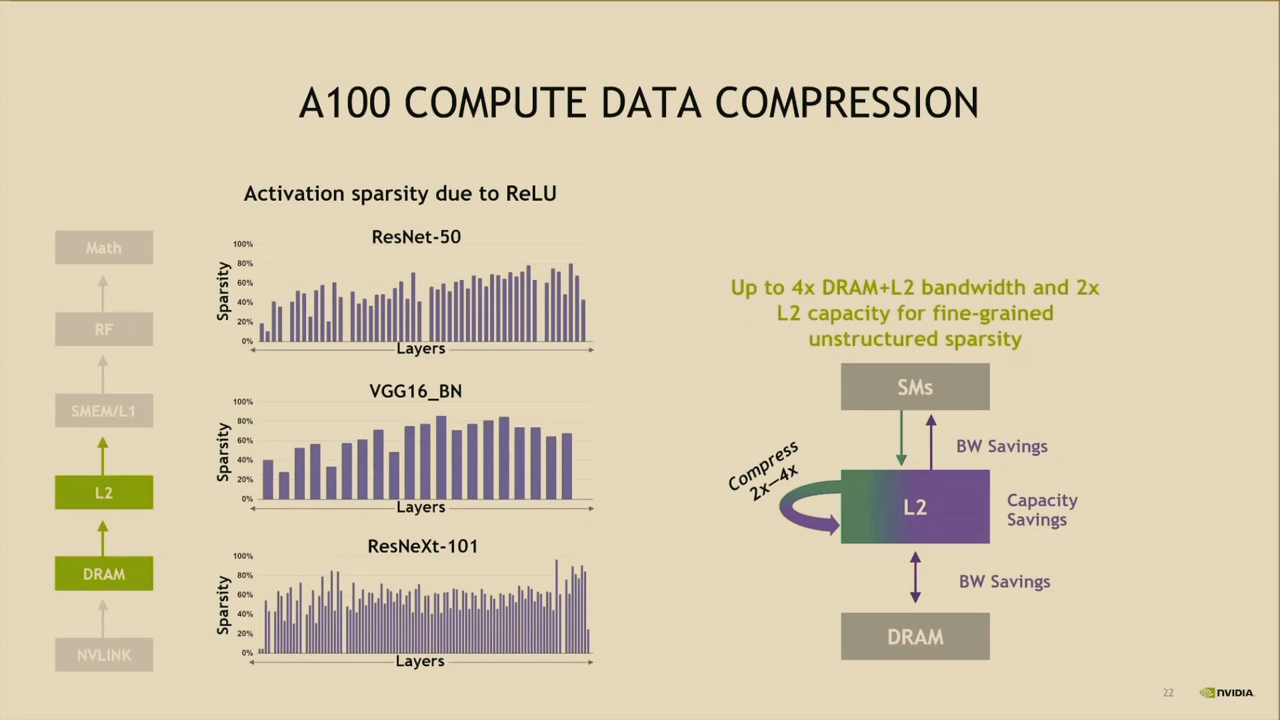 A100 COMPUTE DATA COMPRESSION
Math
RF
SMEM/L1
L2
DRAM
NVLINK
Activation sparsity due to ReLU
ResNet-50
Sparsity
100%
80%
60%
40%
20%
0%
Layers
VGG16_BN
Sparsity
100%
80%
60%
40%
20%
0%
Layers
ResNeXt-101
Sparsity
100%
80%
60%
40%
20%
0%
Layers
Up to 4x DRAM+L2 bandwidth and 2x
L2 capacity for fine-grained
unstructured sparsity
SMs
BW Savings
Compress
2x–4x
L2
Capacity
Savings
BW Savings
DRAM
22
NVIDIA.